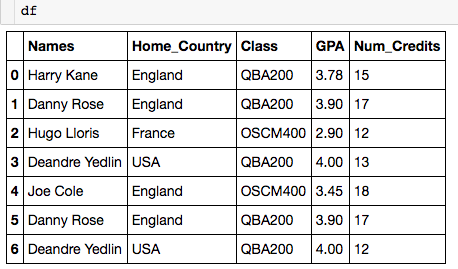 df
Names Home_Country Class GPA Num_Credits
0 Harry Kane England QBA200 3.78 15
1 Danny Rose England QBA200 3.90 17
2 Hugo Lloris France OSCM400 2.90 12
3 Deandre Yedlin USA QBA200 4.00 13
4 Joe Cole England OSCM400 3.45 18
5 Danny Rose England QBA200 3.90 17
6 Deandre Yedlin USA QBA200 4.00 12